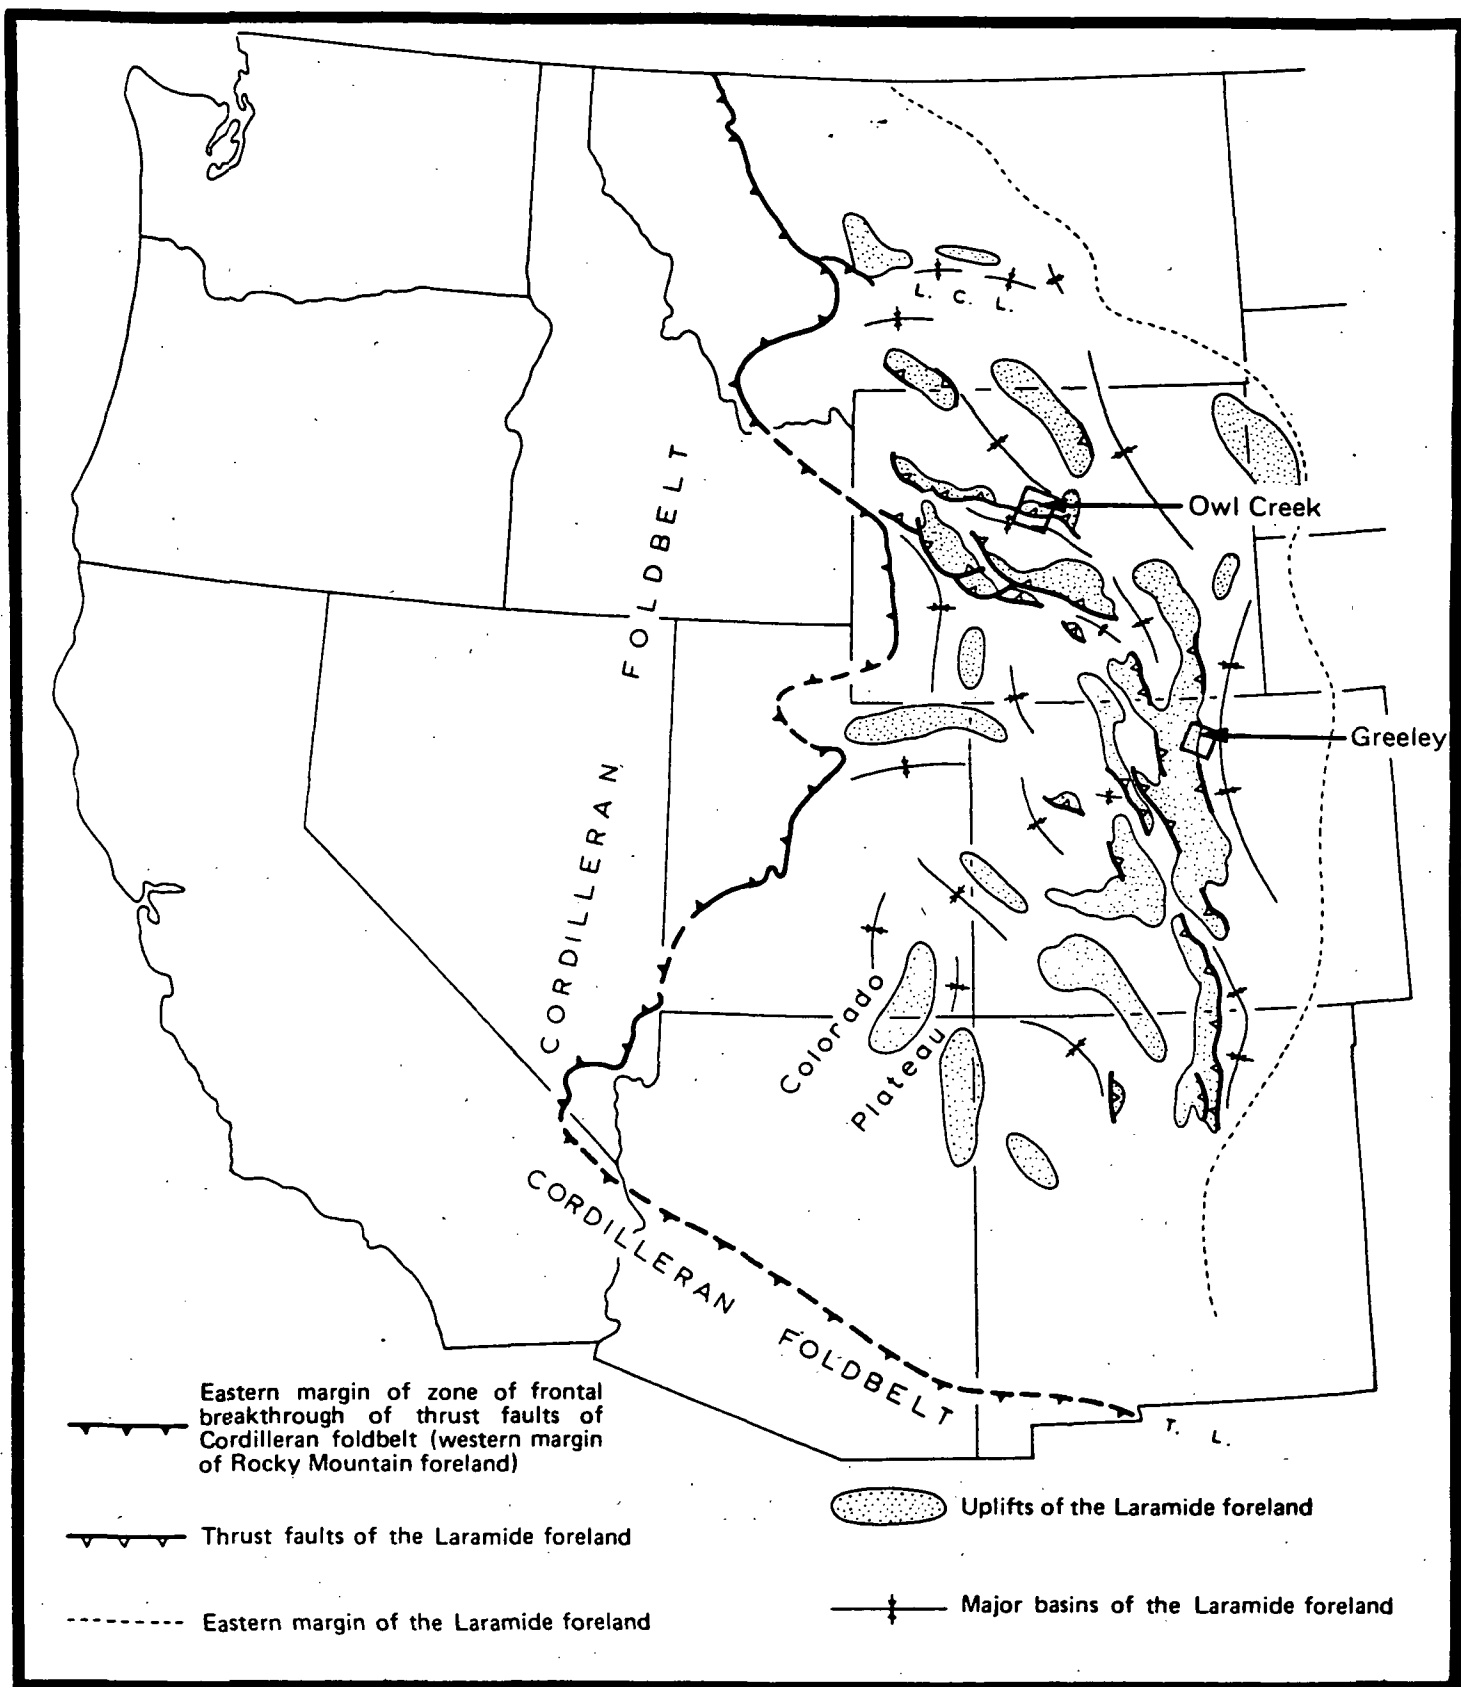 L. C. L.
Owl Creek
CORDILLERAN FOLDBELT
Greeley
Colorado
Plateau
CORDILLERAN FOLDBELT
T. L.
Eastern margin of zone of frontal
breakthrough of thrust faults of
Cordilleran foldbelt (western margin
of Rocky Mountain foreland)
Thrust faults of the Laramide foreland
Eastern margin of the Laramide foreland
Uplifts of the Laramide foreland
Major basins of the Laramide foreland